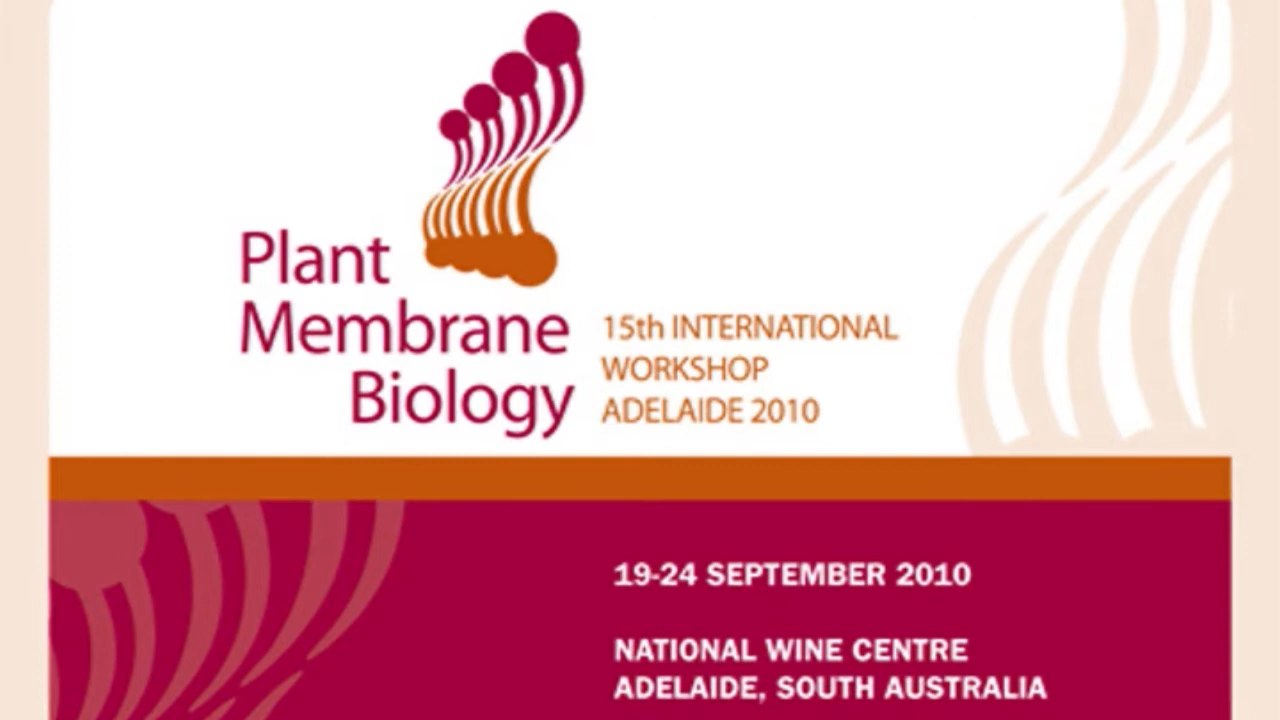 Plant
Membrane
Biology
15th INTERNATIONAL
WORKSHOP
ADELAIDE 2010
19-24 SEPTEMBER 2010
NATIONAL WINE CENTRE
ADELAIDE, SOUTH AUSTRALIA